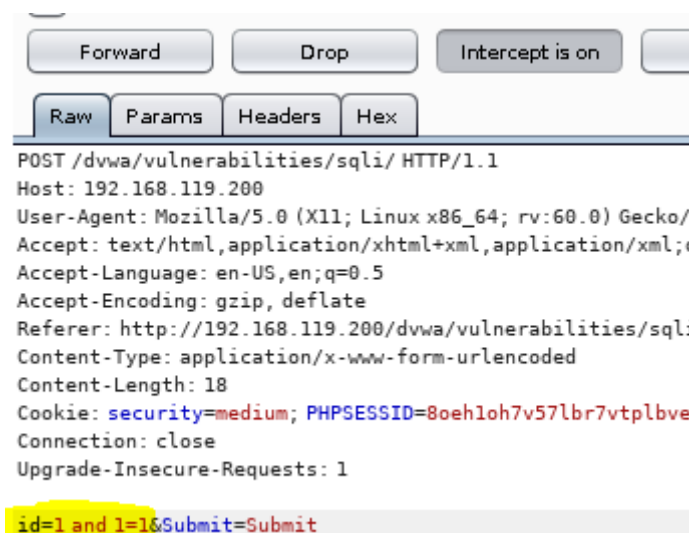 Forward Drop Intercept is on
Raw Params Headers Hex
POST /dvwa/vulnerabilities/sqli/ HTTP/1.1
Host: 192.168.119.200
User-Agent: Mozilla/5.0 (X11; Linux x86_64; rv:60.0) Gecko/
Accept: text/html,application/xhtml+xml,application/xml;
Accept-Language: en-US,en;q=0.5
Accept-Encoding: gzip, deflate
Referer: http://192.168.119.200/dvwa/vulnerabilities/sqli
Content-Type: application/x-www-form-urlencoded
Content-Length: 18
Cookie: security=medium; PHPSESSID=8oeh1oh7v57lbr7vtplbve
Connection: close
Upgrade-Insecure-Requests: 1
id=1 and 1=1&Submit=Submit